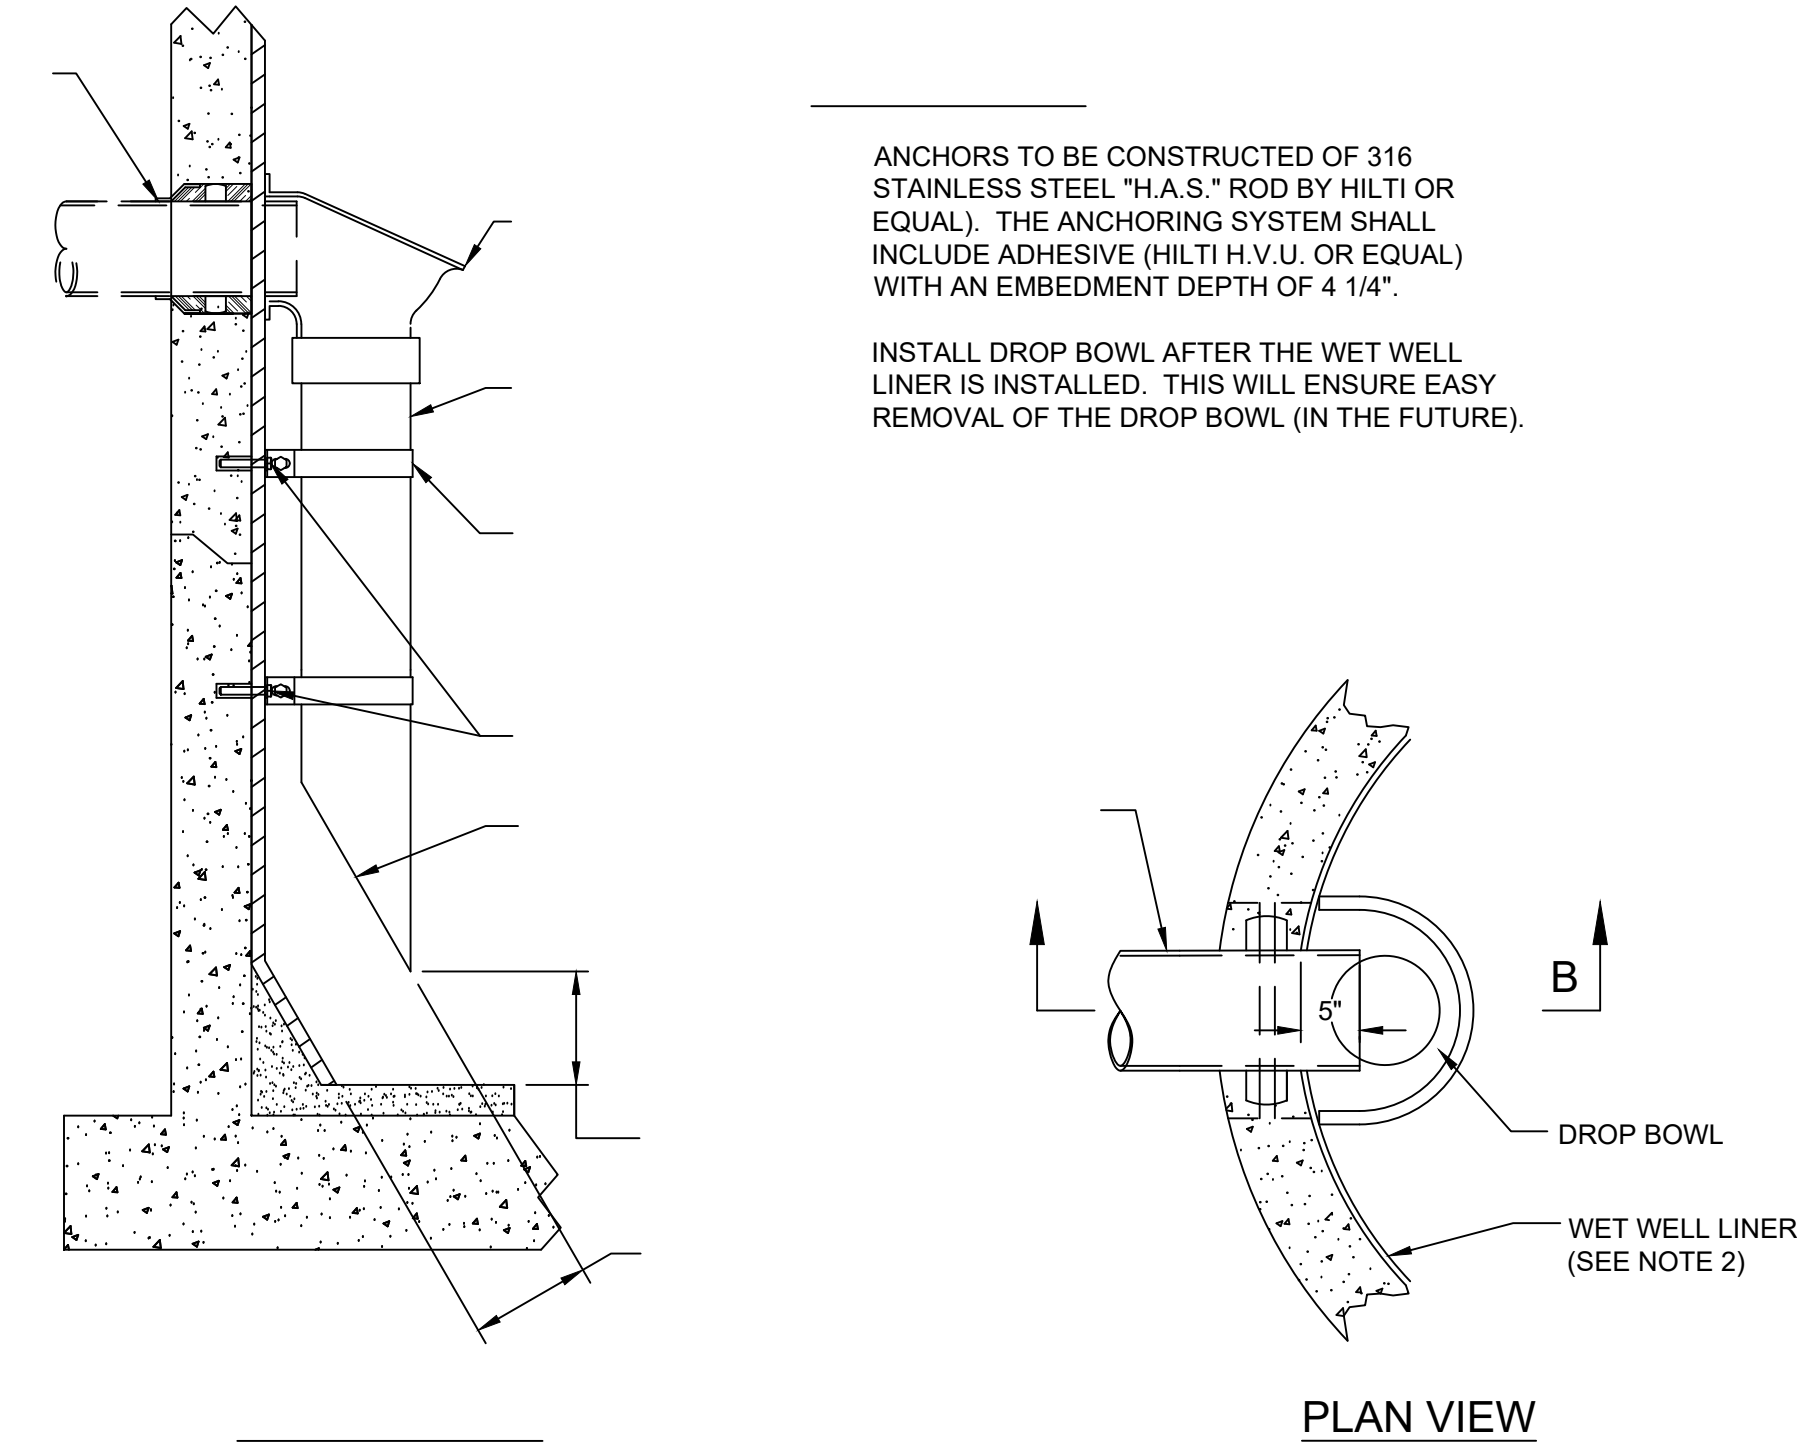 ANCHORS TO BE CONSTRUCTED OF 316
STAINLESS STEEL "H.A.S." ROD BY HILTI OR
EQUAL).  THE ANCHORING SYSTEM SHALL
INCLUDE ADHESIVE (HILTI H.V.U. OR EQUAL)
WITH AN EMBEDMENT DEPTH OF 4 1/4".
INSTALL DROP BOWL AFTER THE WET WELL
LINER IS INSTALLED.  THIS WILL ENSURE EASY
REMOVAL OF THE DROP BOWL (IN THE FUTURE).
B
5"
DROP BOWL
WET WELL LINER
(SEE NOTE 2)
PLAN VIEW